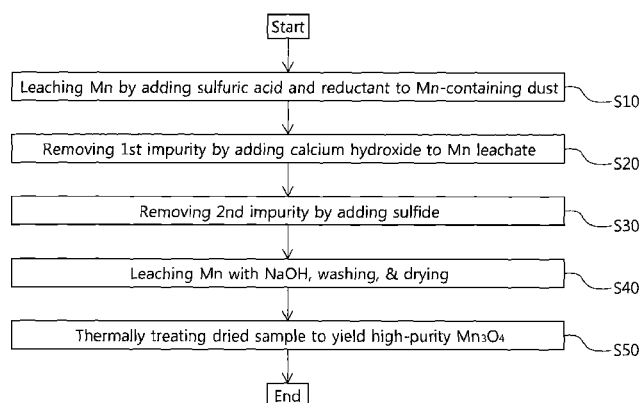 Start
Leaching Mn by adding sulfuric acid and reductant to Mn-containing dust
S10
Removing 1st impurity by adding calcium hydroxide to Mn leachate
S20
Removing 2nd impurity by adding sulfide
S30
Leaching Mn with NaOH, washing, & drying
S40
Thermally treating dried sample to yield high-purity Mn₃O₄
S50
End